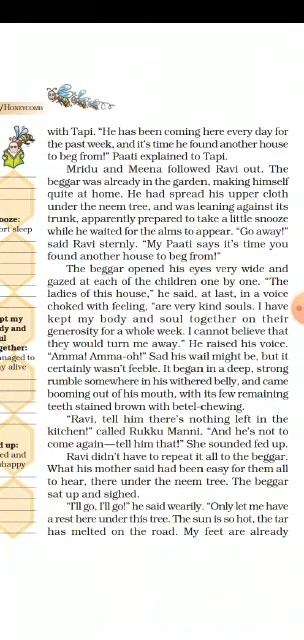 /HONEYCOMB
with Tapi. “He has been coming here every day for
the past week, and it’s time he found another house
to beg from!” Paati explained to Tapi.
Mridu and Meena followed Ravi out. The
beggar was already in the garden, making himself
quite at home. He had spread his upper cloth
under the neem tree, and was leaning against its
trunk, apparently prepared to take a little snooze
while he waited for the alms to appear. “Go away!”
said Ravi sternly. “My Paati says it’s time you
found another house to beg from!”
The beggar opened his eyes very wide and
gazed at each of the children one by one. “The
ladies of this house,” he said, at last, in a voice
choked with feeling, “are very kind souls. I have
kept my body and soul together on their
generosity for a whole week. I cannot believe that
they would turn me away.” He raised his voice.
“Amma! Amma-oh!” Sad his wail might be, but it
certainly wasn’t feeble. It began in a deep, strong
rumble somewhere in his withered belly, and came
booming out of his mouth, with its few remaining
teeth stained brown with betel-chewing.
“Ravi, tell him there’s nothing left in the
kitchen!” called Rukku Manni. “And he’s not to
come again—tell him that!” She sounded fed up.
Ravi didn’t have to repeat it all to the beggar.
What his mother said had been easy for them all
to hear, there under the neem tree. The beggar
sat up and sighed.
“I’ll go, I’ll go!” he said wearily. “Only let me have
a rest here under this tree. The sun is so hot, the tar
has melted on the road. My feet are already
ooze:
ort sleep
pt my
dy and
ul
gether:
anaged to
y alive
d up:
ed and
happy